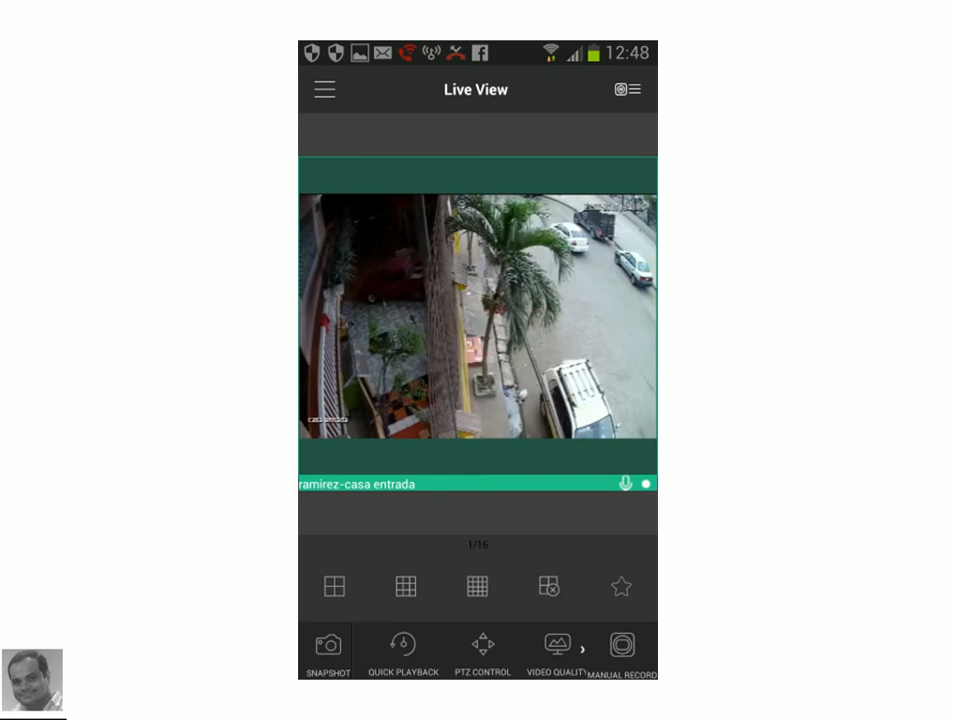 12:48
Live View
ramirez-casa entrada
1/16
SNAPSHOT
QUICK PLAYBACK
PTZ CONTROL
VIDEO QUALITY
MANUAL RECORD